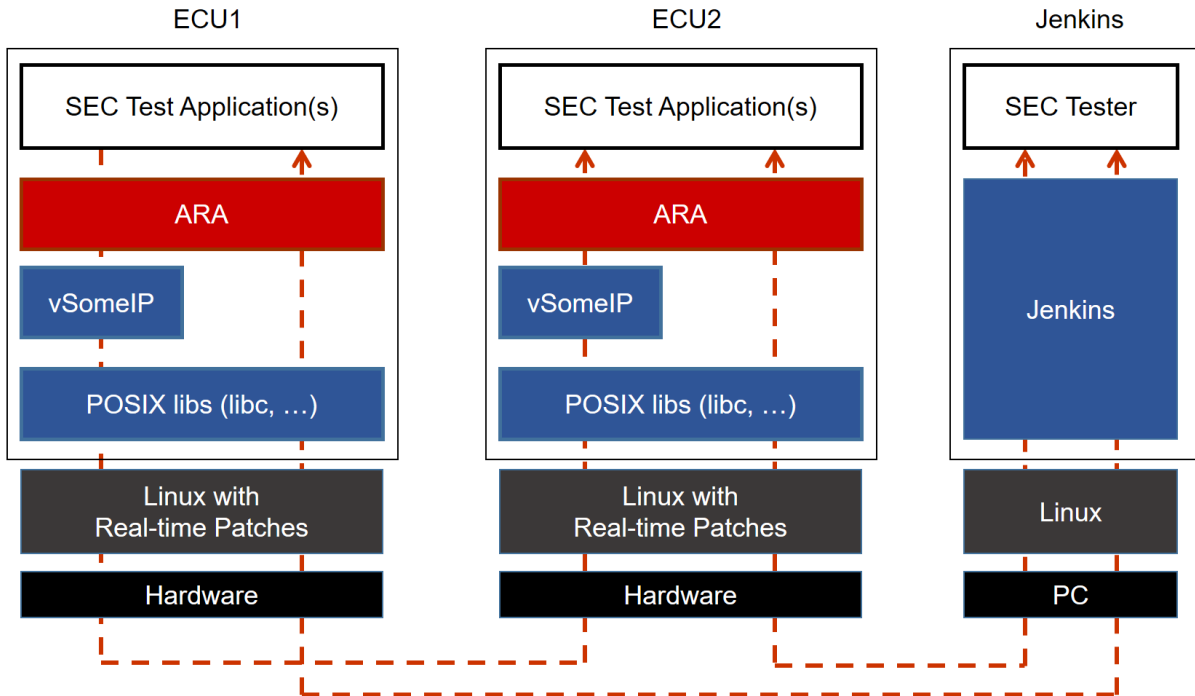 ECU1
ECU2
Jenkins
SEC Test Application(s)
SEC Test Application(s)
SEC Tester
ARA
ARA
vSomeIP
vSomeIP
Jenkins
POSIX libs (libc, …)
POSIX libs (libc, …)
Linux with
Real-time Patches
Linux with
Real-time Patches
Linux
Hardware
Hardware
PC